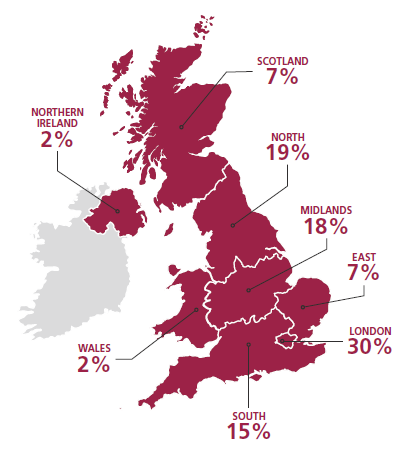 SCOTLAND
7%
NORTHERN
IRELAND
2%
NORTH
19%
MIDLANDS
18%
EAST
7%
LONDON
30%
WALES
2%
SOUTH
15%